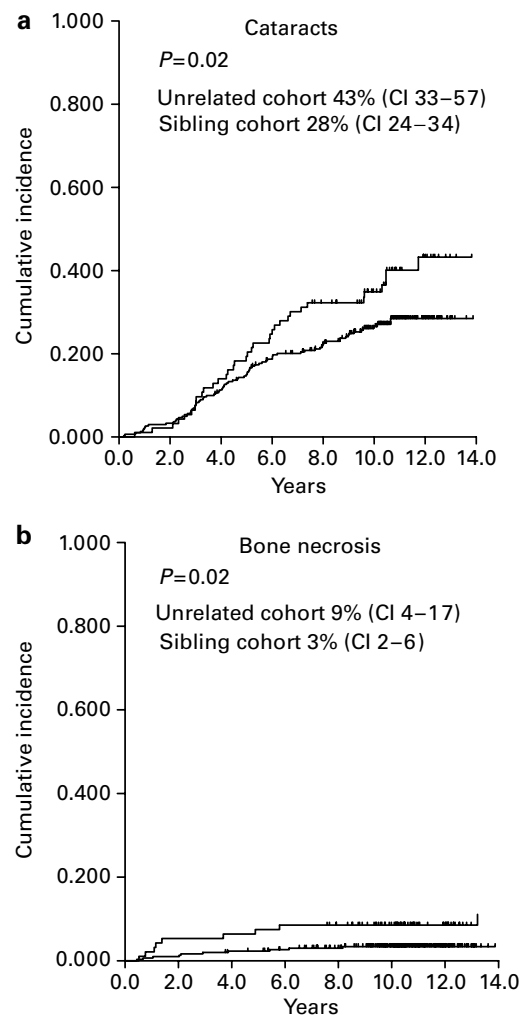 a
Cataracts
P=0.02
Unrelated cohort 43% (CI 33–57)
Sibling cohort 28% (CI 24–34)
Cumulative incidence
1.000
0.800
0.600
0.400
0.200
0.000
0.0 2.0 4.0 6.0 8.0 10.0 12.0 14.0
Years
b
Bone necrosis
P=0.02
Unrelated cohort 9% (CI 4–17)
Sibling cohort 3% (CI 2–6)
Cumulative incidence
1.000
0.800
0.600
0.400
0.200
0.000
0.0 2.0 4.0 6.0 8.0 10.0 12.0 14.0
Years